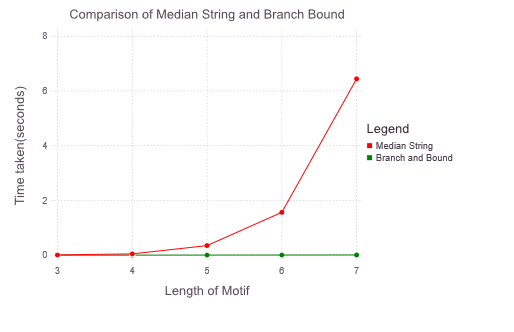 Comparison of Median String and Branch Bound
8
6
4
2
0
3 4 5 6 7
Time taken(seconds)
Length of Motif
Legend
Median String
Branch and Bound